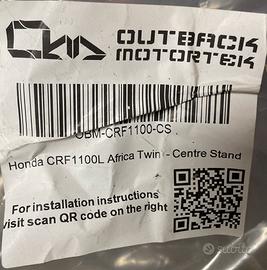 OUTBACK
MOTORTEK
OBM-CRF1100-CS
Honda CRF1100L Africa Twin - Centre Stand
For installation instructions
visit scan QR code on the right
subito